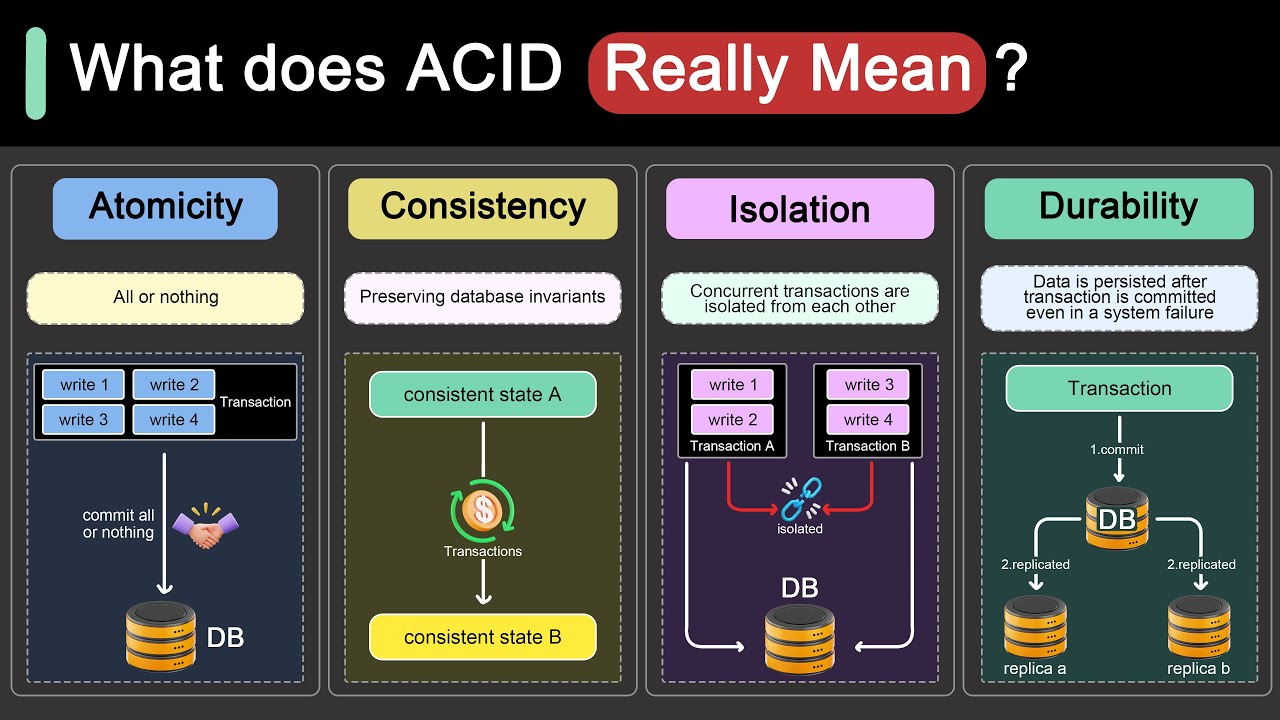 What does ACID Really Mean ?
Atomicity
All or nothing
write 1
write 2
write 3
write 4
Transaction
commit all
or nothing
DB
Consistency
Preserving database invariants
consistent state A
$
Transactions
consistent state B
Isolation
Concurrent transactions are
isolated from each other
write 1
write 2
Transaction A
write 3
write 4
Transaction B
isolated
DB
Durability
Data is persisted after
transaction is committed
even in a system failure
Transaction
1.commit
DB
2.replicated
2.replicated
replica a
replica b